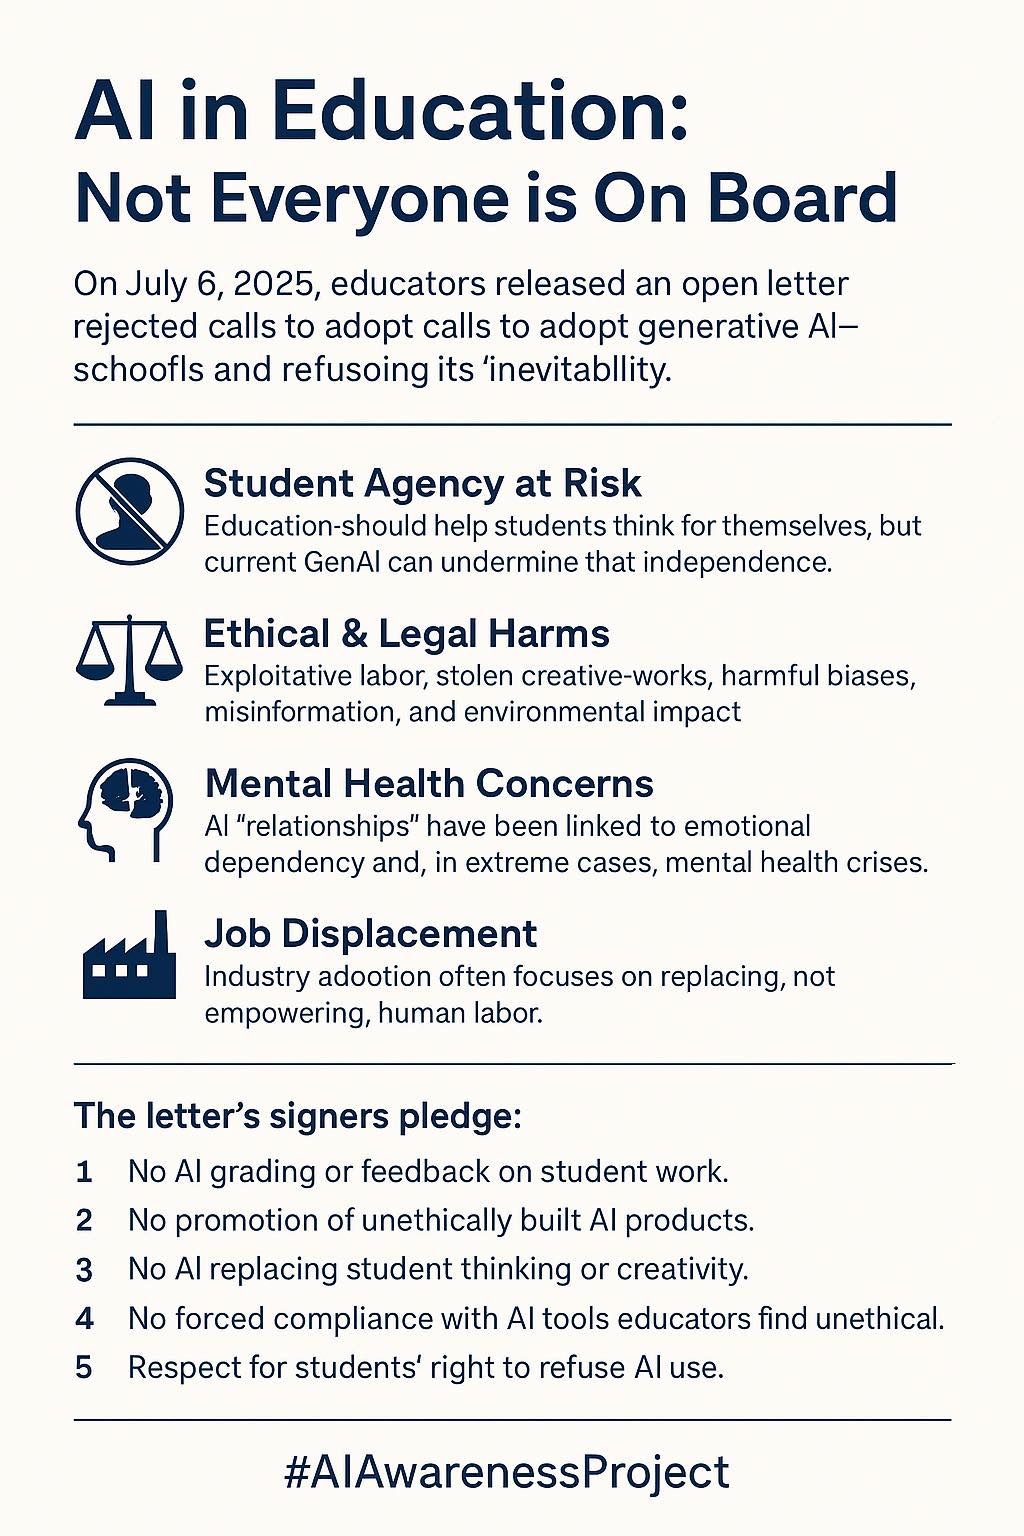 AI in Education:
Not Everyone is On Board
On July 6, 2025, educators released an open letter
rejected calls to adopt calls to adopt generative AI–
schoofls and refusoing its ‘inevitabllity.
Student Agency at Risk
Education-should help students think for themselves, but
current GenAI can undermine that independence.
Ethical & Legal Harms
Exploitative labor, stolen creative-works, harmful biases,
misinformation, and environmental impact
Mental Health Concerns
AI “relationships” have been linked to emotional
dependency and, in extreme cases, mental health crises.
Job Displacement
Industry adootion often focuses on replacing, not
empowering, human labor.
The letter’s signers pledge:
1 No AI grading or feedback on student work.
2 No promotion of unethically built AI products.
3 No AI replacing student thinking or creativity.
4 No forced compliance with AI tools educators find unethical.
5 Respect for students’ right to refuse AI use.
#AIAwarenessProject